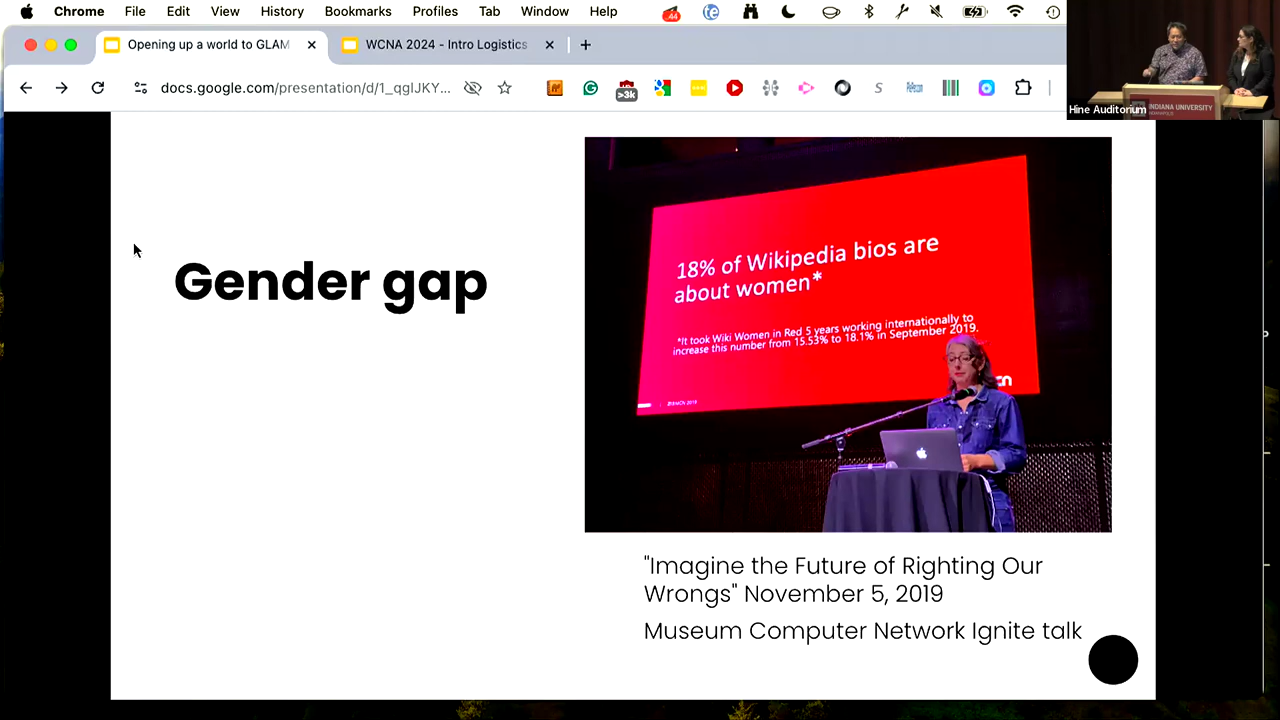 Chrome File Edit View History Bookmarks Profiles Tab Window Help
Opening up a world to GLAM
WCNA 2024 - Intro Logistics
docs.google.com/presentation/d/1_qglJKY...
>3k
Hine Auditorium
INDIANA UNIVERSITY
INDIANAPOLIS
Gender gap
18% of Wikipedia bios are
about women*
*It took Wiki Women in Red 5 years working internationally to
increase this number from 15.53% to 18.1% in September 2019.
"Imagine the Future of Righting Our
Wrongs" November 5, 2019
Museum Computer Network Ignite talk